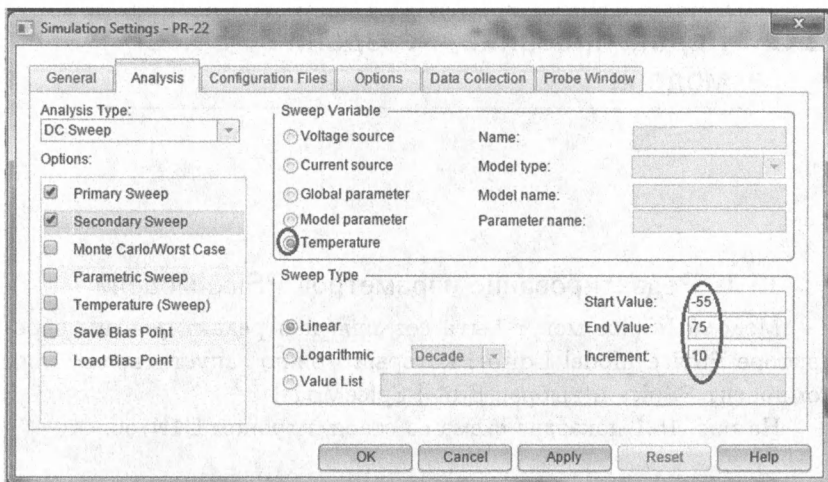 Simulation Settings - PR-22
General
Analysis
Configuration Files
Options
Data Collection
Probe Window
Analysis Type:
DC Sweep
Options:
Primary Sweep
Secondary Sweep
Monte Carlo/Worst Case
Parametric Sweep
Temperature (Sweep)
Save Bias Point
Load Bias Point
Sweep Variable
Voltage source
Current source
Global parameter
Model parameter
Temperature
Name:
Model type:
Model name:
Parameter name:
Sweep Type
Linear
Logarithmic
Decade
Value List
Start Value: -55
End Value: 75
Increment: 10
OK
Cancel
Apply
Reset
Help